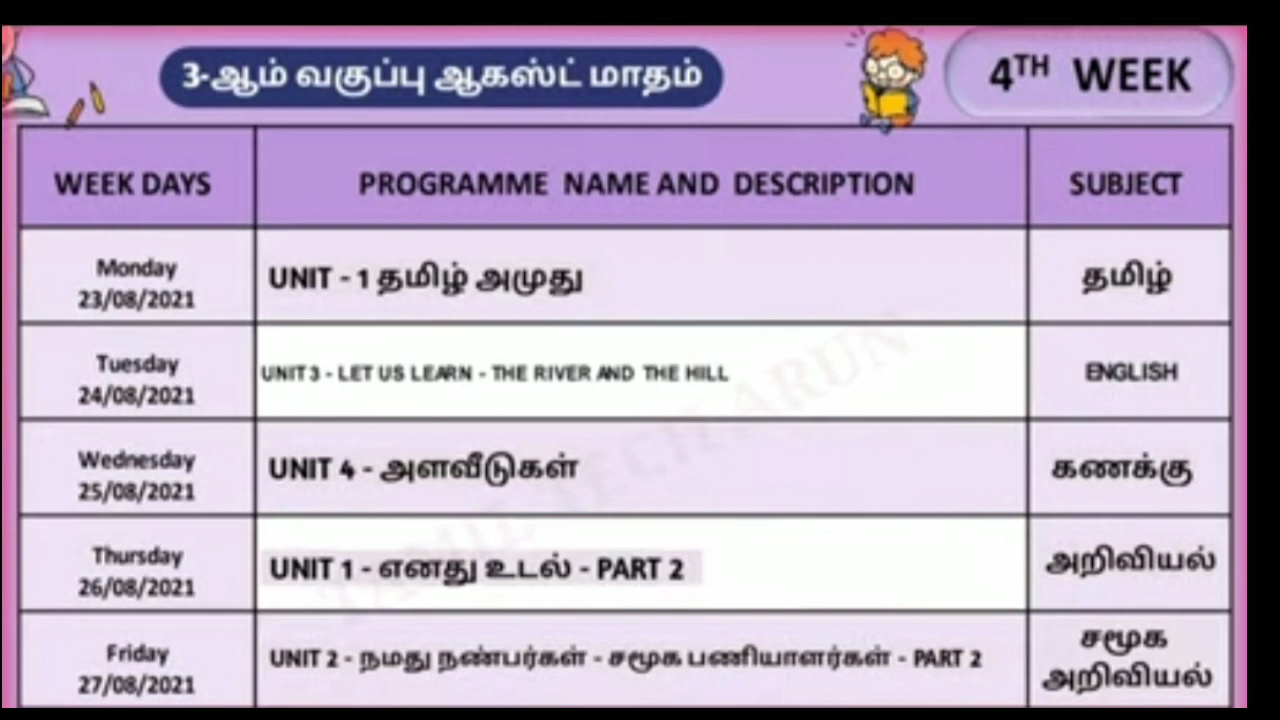 3-ஆம் வகுப்பு ஆகஸ்ட் மாதம்
4TH WEEK
WEEK DAYS PROGRAMME NAME AND DESCRIPTION SUBJECT
Monday
23/08/2021
UNIT - 1 தமிழ் அமுது
தமிழ்
Tuesday
24/08/2021
UNIT 3 - LET US LEARN - THE RIVER AND THE HILL
ENGLISH
Wednesday
25/08/2021
UNIT 4 - அளவீடுகள்
கணக்கு
Thursday
26/08/2021
UNIT 1 - எனது உடல் - PART 2
அறிவியல்
Friday
27/08/2021
UNIT 2 - நமது நண்பர்கள் - சமூக பணியாளர்கள் - PART 2
சமூக
அறிவியல்
TAMIL TECH ARUN